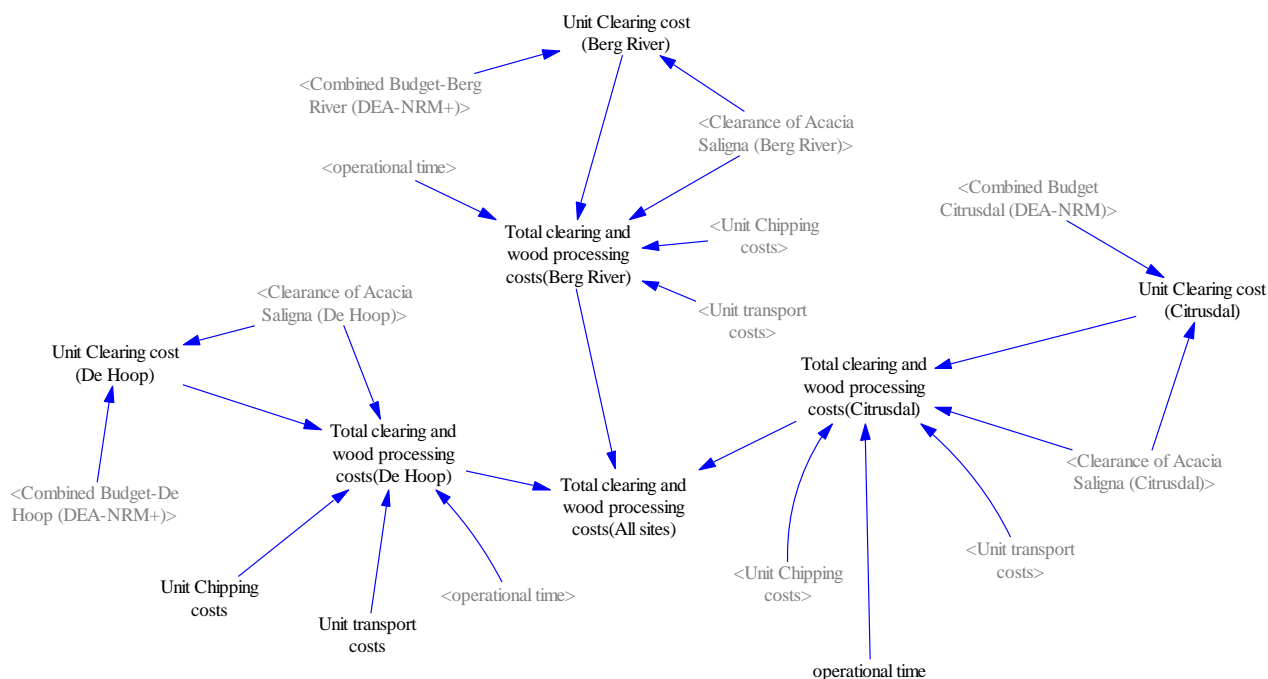 Unit Clearing cost
(Berg River)
<Combined Budget-Berg
River (DEA-NRM+)>
<Clearance of Acacia
Saligna (Berg River)>
<operational time>
<Combined Budget
Citrusdal (DEA-NRM)>
Total clearing and
wood processing
costs(Berg River)
<Unit Chipping
costs>
<Clearance of Acacia
Saligna (De Hoop)>
<Unit transport
costs>
Unit Clearing cost
(Citrusdal)
Unit Clearing cost
(De Hoop)
Total clearing and
wood processing
costs(Citrusdal)
Total clearing and
wood processing
costs(De Hoop)
<Clearance of Acacia
Saligna (Citrusdal)>
<Combined Budget-De
Hoop (DEA-NRM+)>
Total clearing and
wood processing
costs(All sites)
<Unit transport
costs>
Unit Chipping
costs
<Unit Chipping
costs>
<operational time>
Unit transport
costs
operational time